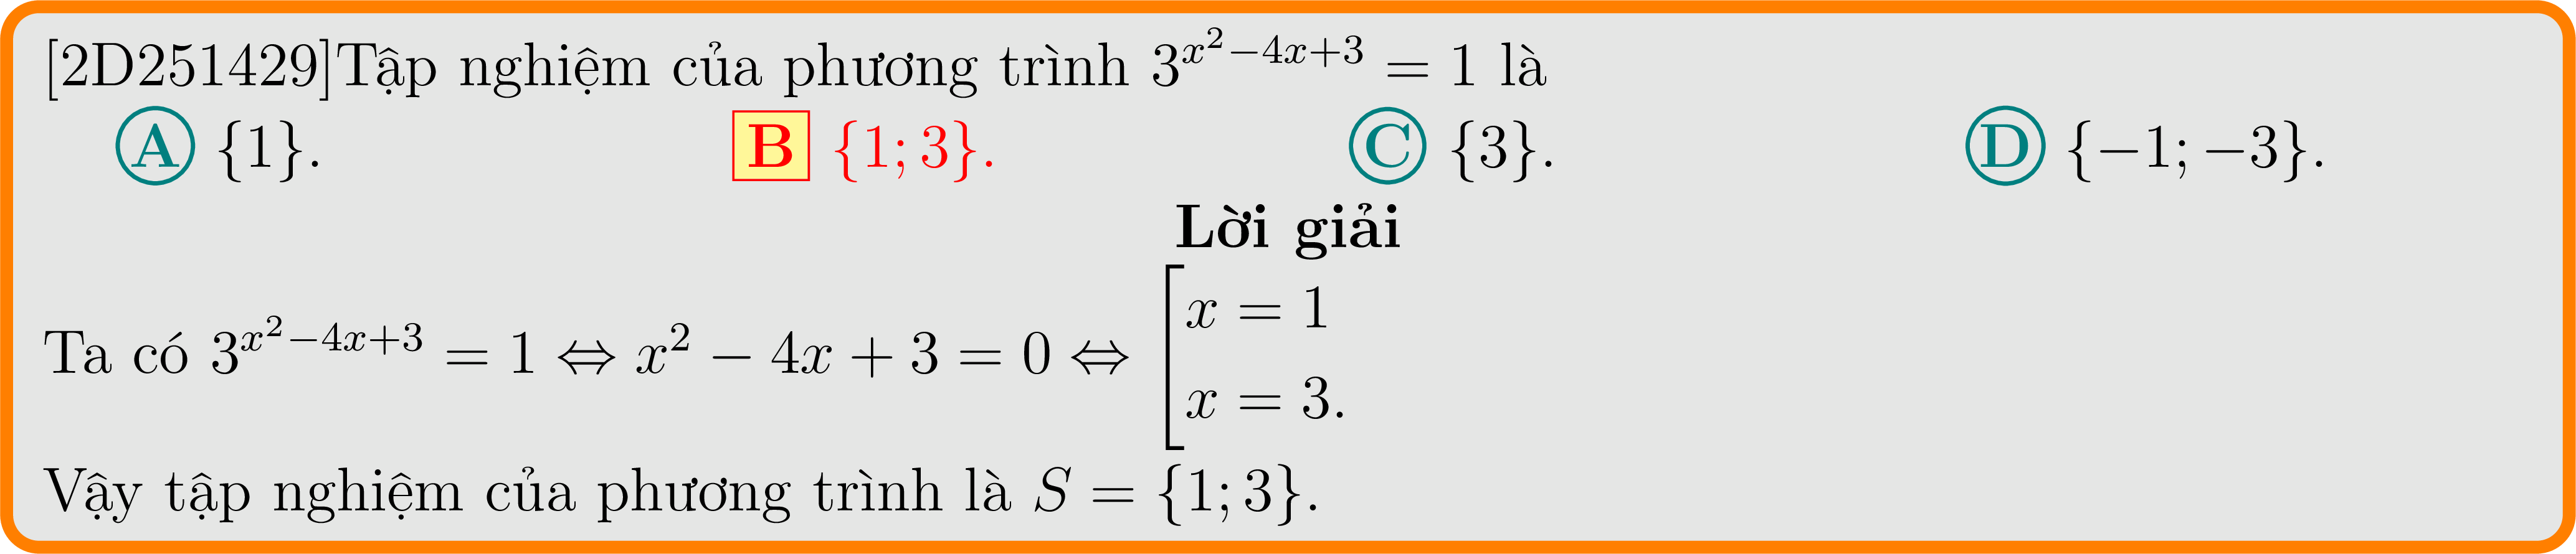 [2D251429]Tập nghiệm của phương trình $3^{x^2-4x+3} = 1$ là
A {1}. B {1; 3}. C {3}. D {−1; −3}.
Lời giải
Ta có $3^{x^2-4x+3} = 1 \Leftrightarrow x^2 - 4x + 3 = 0 \Leftrightarrow \left[\begin{array}{l} x = 1 \\ x = 3. \end{array}\right.$
Vậy tập nghiệm của phương trình là $S = \{1; 3\}$.